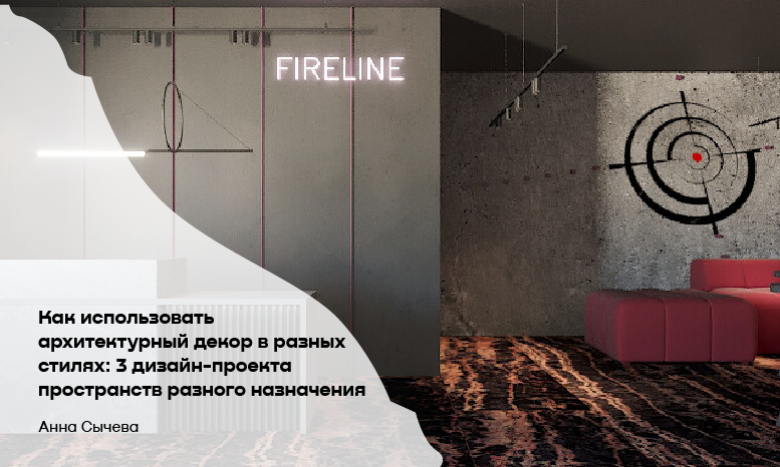 FIRELINE
Как использовать
архитектурный декор в разных
стилях: 3 дизайн-проекта
пространств разного назначения
Анна Сычева